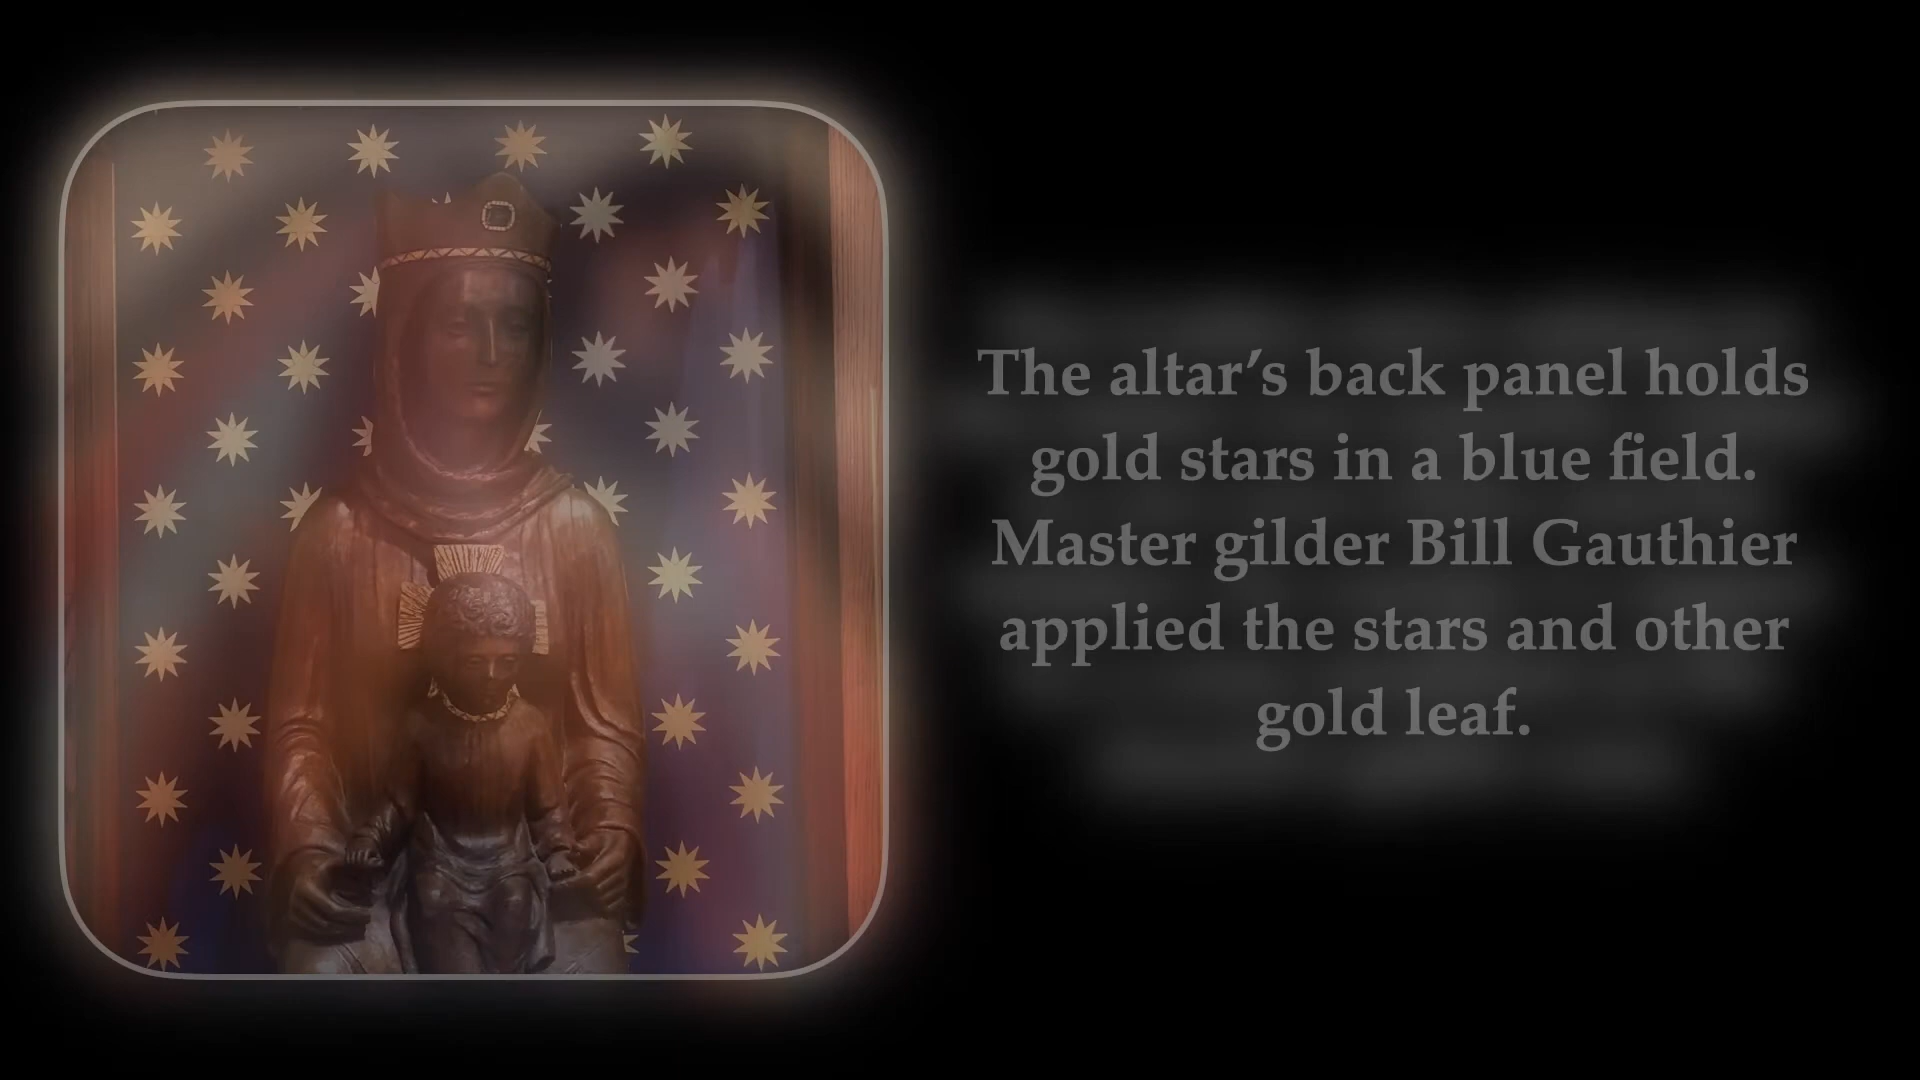 The altar’s back panel holds
gold stars in a blue field.
Master gilder Bill Gauthier
applied the stars and other
gold leaf.